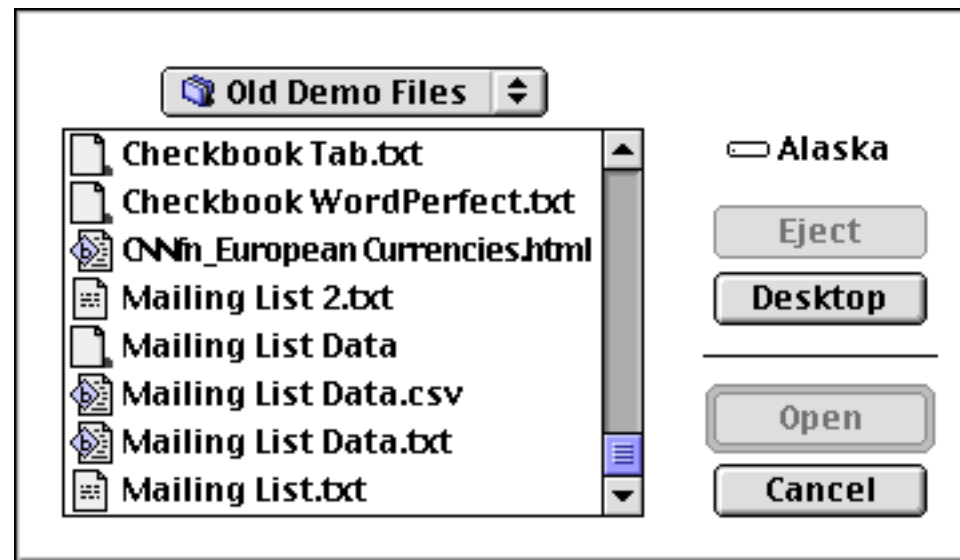 Old Demo Files
Checkbook Tab.txt
Checkbook WordPerfect.txt
CNNfn_European Currencies.html
Mailing List 2.txt
Mailing List Data
Mailing List Data.csv
Mailing List Data.txt
Mailing List.txt
Alaska
Eject
Desktop
Open
Cancel